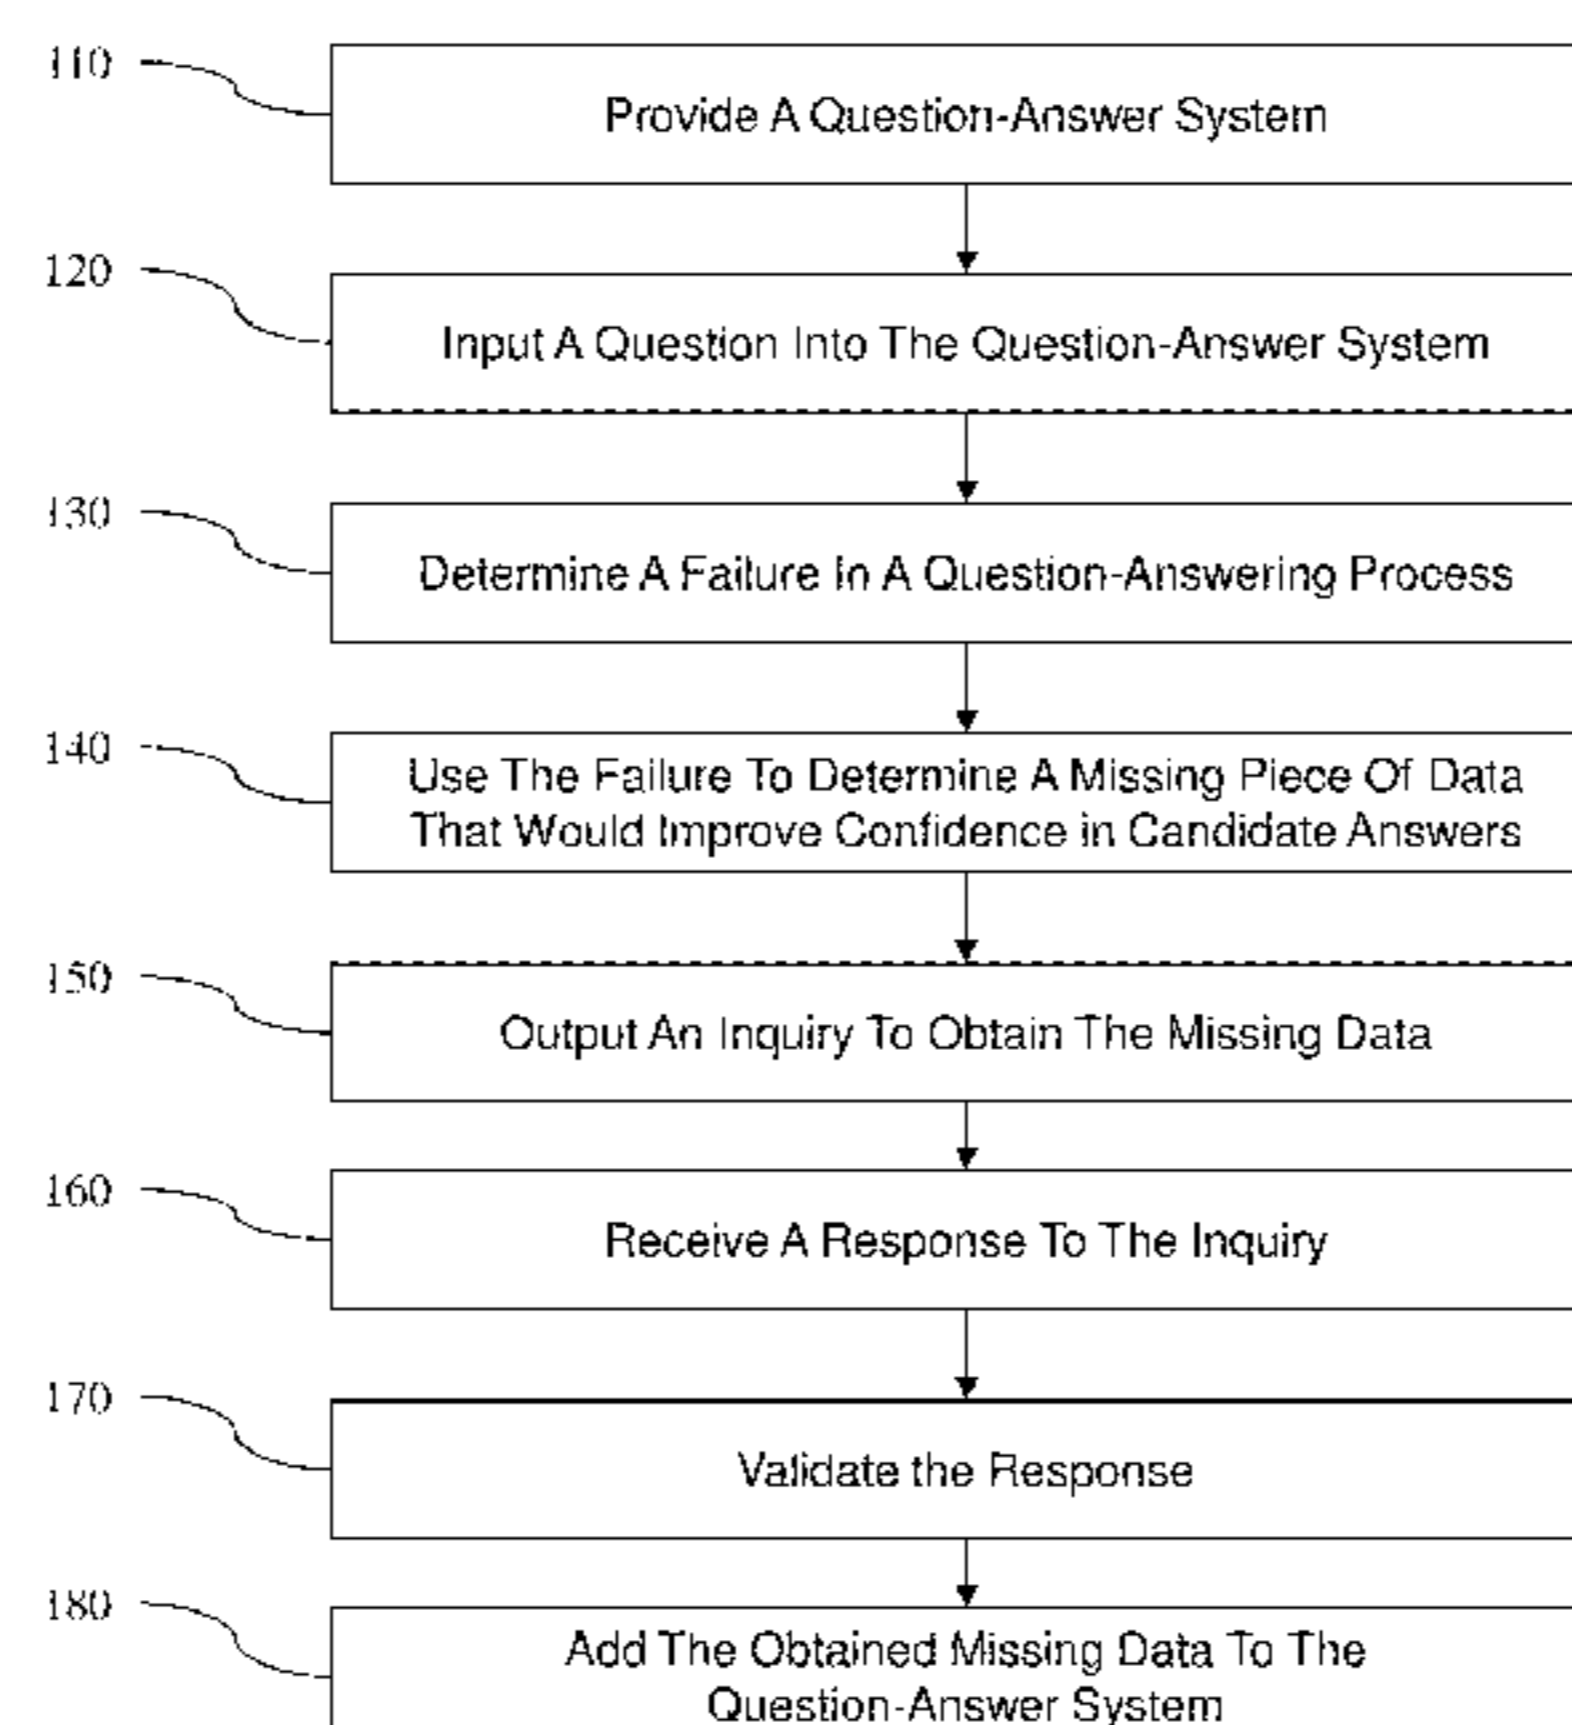 110
Provide A Question-Answer System
120
Input A Question Into The Question-Answer System
130
Determine A Failure In A Question-Answering Process
140
Use The Failure To Determine A Missing Piece Of Data
That Would Improve Confidence in Candidate Answers
150
Output An Inquiry To Obtain The Missing Data
160
Receive A Response To The Inquiry
170
Validate the Response
180
Add The Obtained Missing Data To The
Question-Answer System